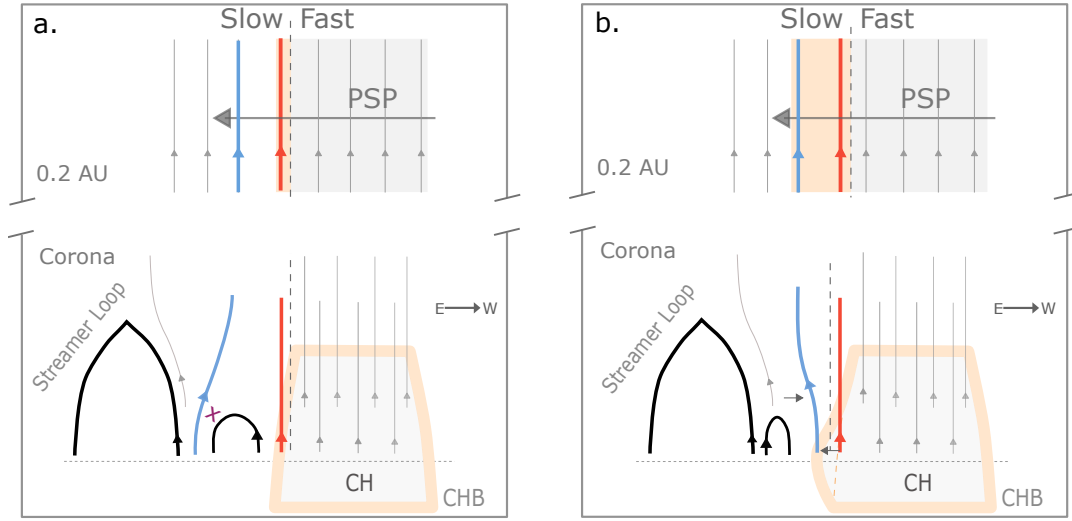 a.
Slow Fast
PSP
0.2 AU
Corona
Streamer Loop
E W
CH
CHB
b.
Slow Fast
PSP
0.2 AU
Corona
Streamer Loop
E W
CH
CHB